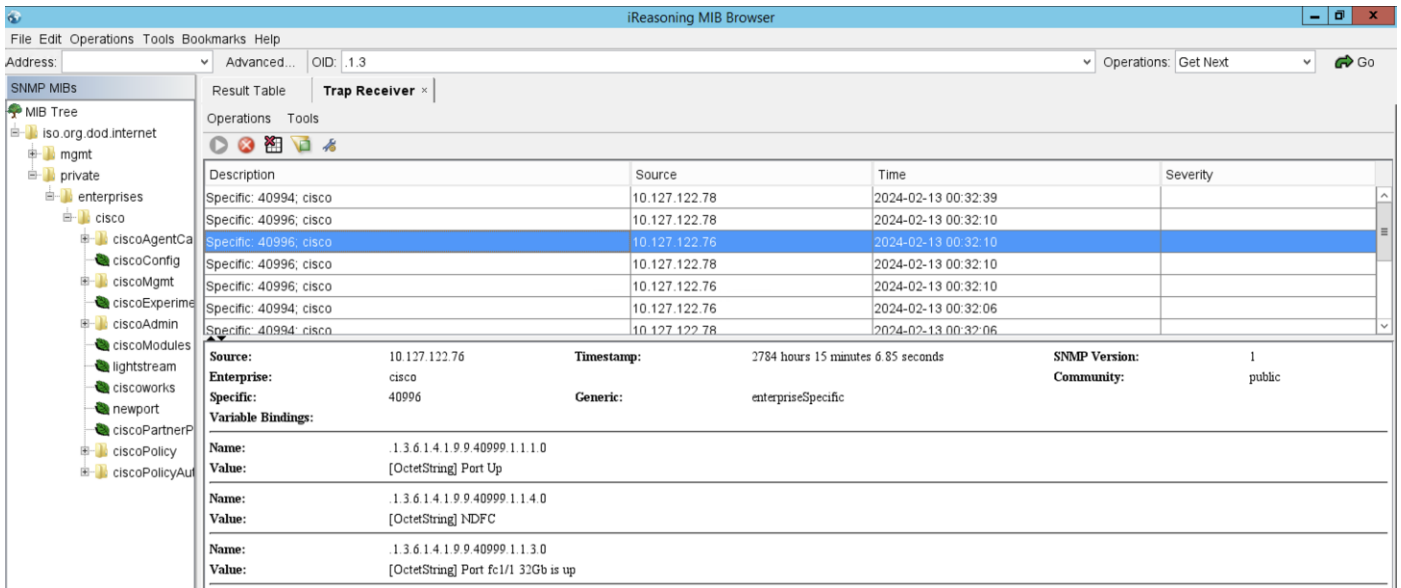 iReasoning MIB Browser
File Edit Operations Tools Bookmarks Help
Address: Advanced... OID: .1.3 Operations: Get Next Go
SNMP MIBs
MIB Tree
iso.org.dod.internet
mgmt
private
enterprises
cisco
ciscoAgentCa
ciscoConfig
ciscoMgmt
ciscoExperime
ciscoAdmin
ciscoModules
lightstream
ciscoworks
newport
ciscoPartnerP
ciscoPolicy
ciscoPolicyAut
Result Table Trap Receiver ×
Operations Tools
Description Source Time Severity
Specific: 40994; cisco 10.127.122.78 2024-02-13 00:32:39
Specific: 40996; cisco 10.127.122.78 2024-02-13 00:32:10
Specific: 40996; cisco 10.127.122.76 2024-02-13 00:32:10
Specific: 40996; cisco 10.127.122.78 2024-02-13 00:32:10
Specific: 40996; cisco 10.127.122.76 2024-02-13 00:32:10
Specific: 40994; cisco 10.127.122.76 2024-02-13 00:32:06
Specific: 40994; cisco 10.127.122.78 2024-02-13 00:32:06
Source: 10.127.122.76 Timestamp: 2784 hours 15 minutes 6.85 seconds SNMP Version: 1
Enterprise: cisco Community: public
Specific: 40996 Generic: enterpriseSpecific
Variable Bindings:
Name: .1.3.6.1.4.1.9.9.40999.1.1.1.0
Value: [OctetString] Port Up
Name: .1.3.6.1.4.1.9.9.40999.1.1.4.0
Value: [OctetString] NDFC
Name: .1.3.6.1.4.1.9.9.40999.1.1.3.0
Value: [OctetString] Port fc1/1 32Gb is up